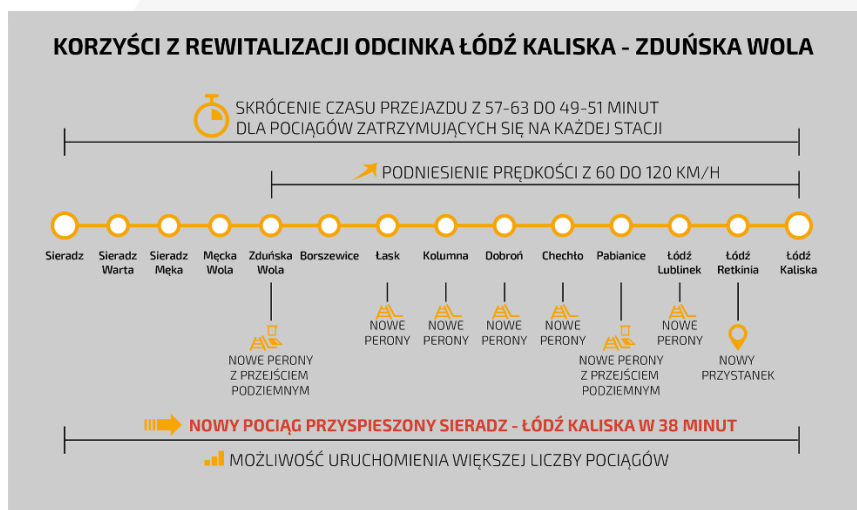 KORZYŚCI Z REWITALIZACJI ODCINKA ŁÓDŹ KALISKA - ZDUŃSKA WOLA
SKRÓCENIE CZASU PRZEJAZDU Z 57-63 DO 49-51 MINUT
DLA POCIĄGÓW ZATRZYMUJĄCYCH SIĘ NA KAŻDEJ STACJI
PODNIESIENIE PRĘDKOŚCI Z 60 DO 120 KM/H
Sieradz
Sieradz
Warta
Sieradz
Męka
Męcka
Wola
Zduńska
Wola
Borszewice
Łask
Kolumna
Dobroń
Chechło
Pabianice
Łódź
Lublinek
Łódź
Retkinia
Łódź
Kaliska
NOWE PERONY
Z PRZEJŚCIEM
PODZIEMNYM
NOWE
PERONY
NOWE
PERONY
NOWE
PERONY
NOWE
PERONY
NOWE PERONY
Z PRZEJŚCIEM
PODZIEMNYM
NOWE
PERONY
NOWY
PRZYSTANEK
NOWY POCIĄG PRZYSPIESZONY SIERADZ - ŁÓDŹ KALISKA W 38 MINUT
MOŻLIWOŚĆ URUCHOMIENIA WIĘKSZEJ LICZBY POCIĄGÓW